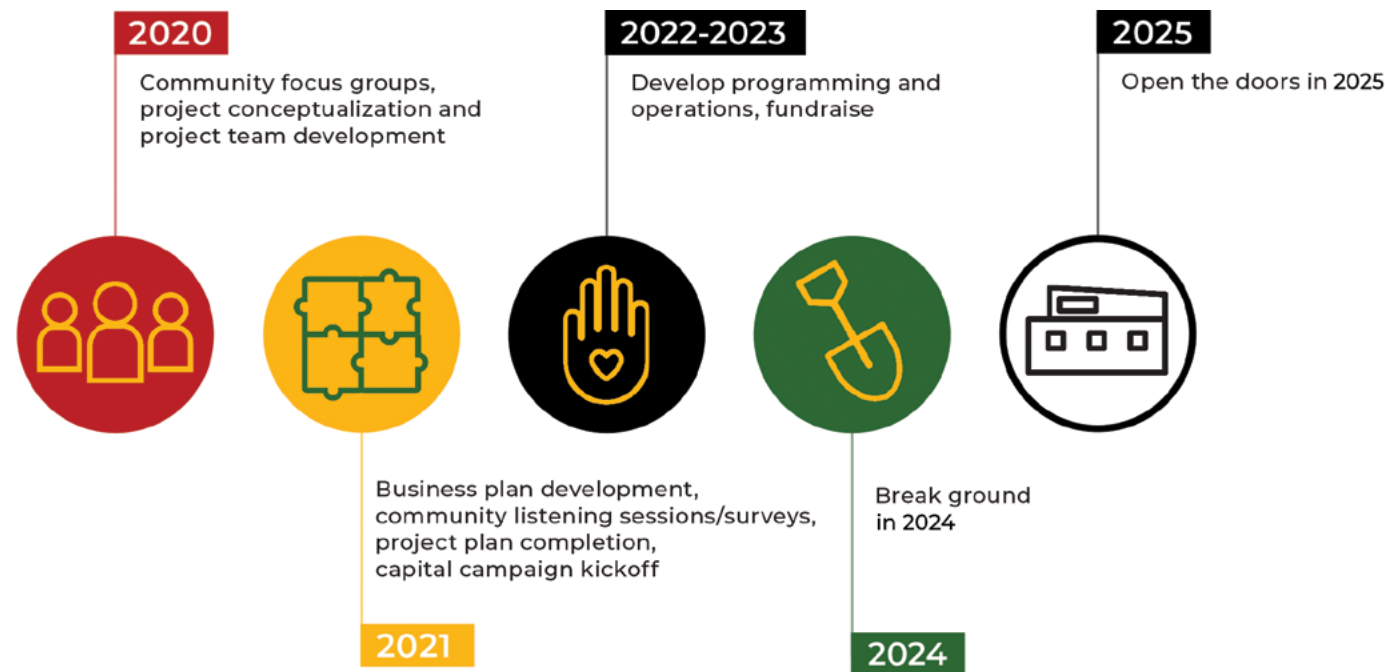 2020
Community focus groups,
project conceptualization and
project team development
2022-2023
Develop programming and
operations, fundraise
2025
Open the doors in 2025
Business plan development,
community listening sessions/surveys,
project plan completion,
capital campaign kickoff
2021
Break ground
in 2024
2024